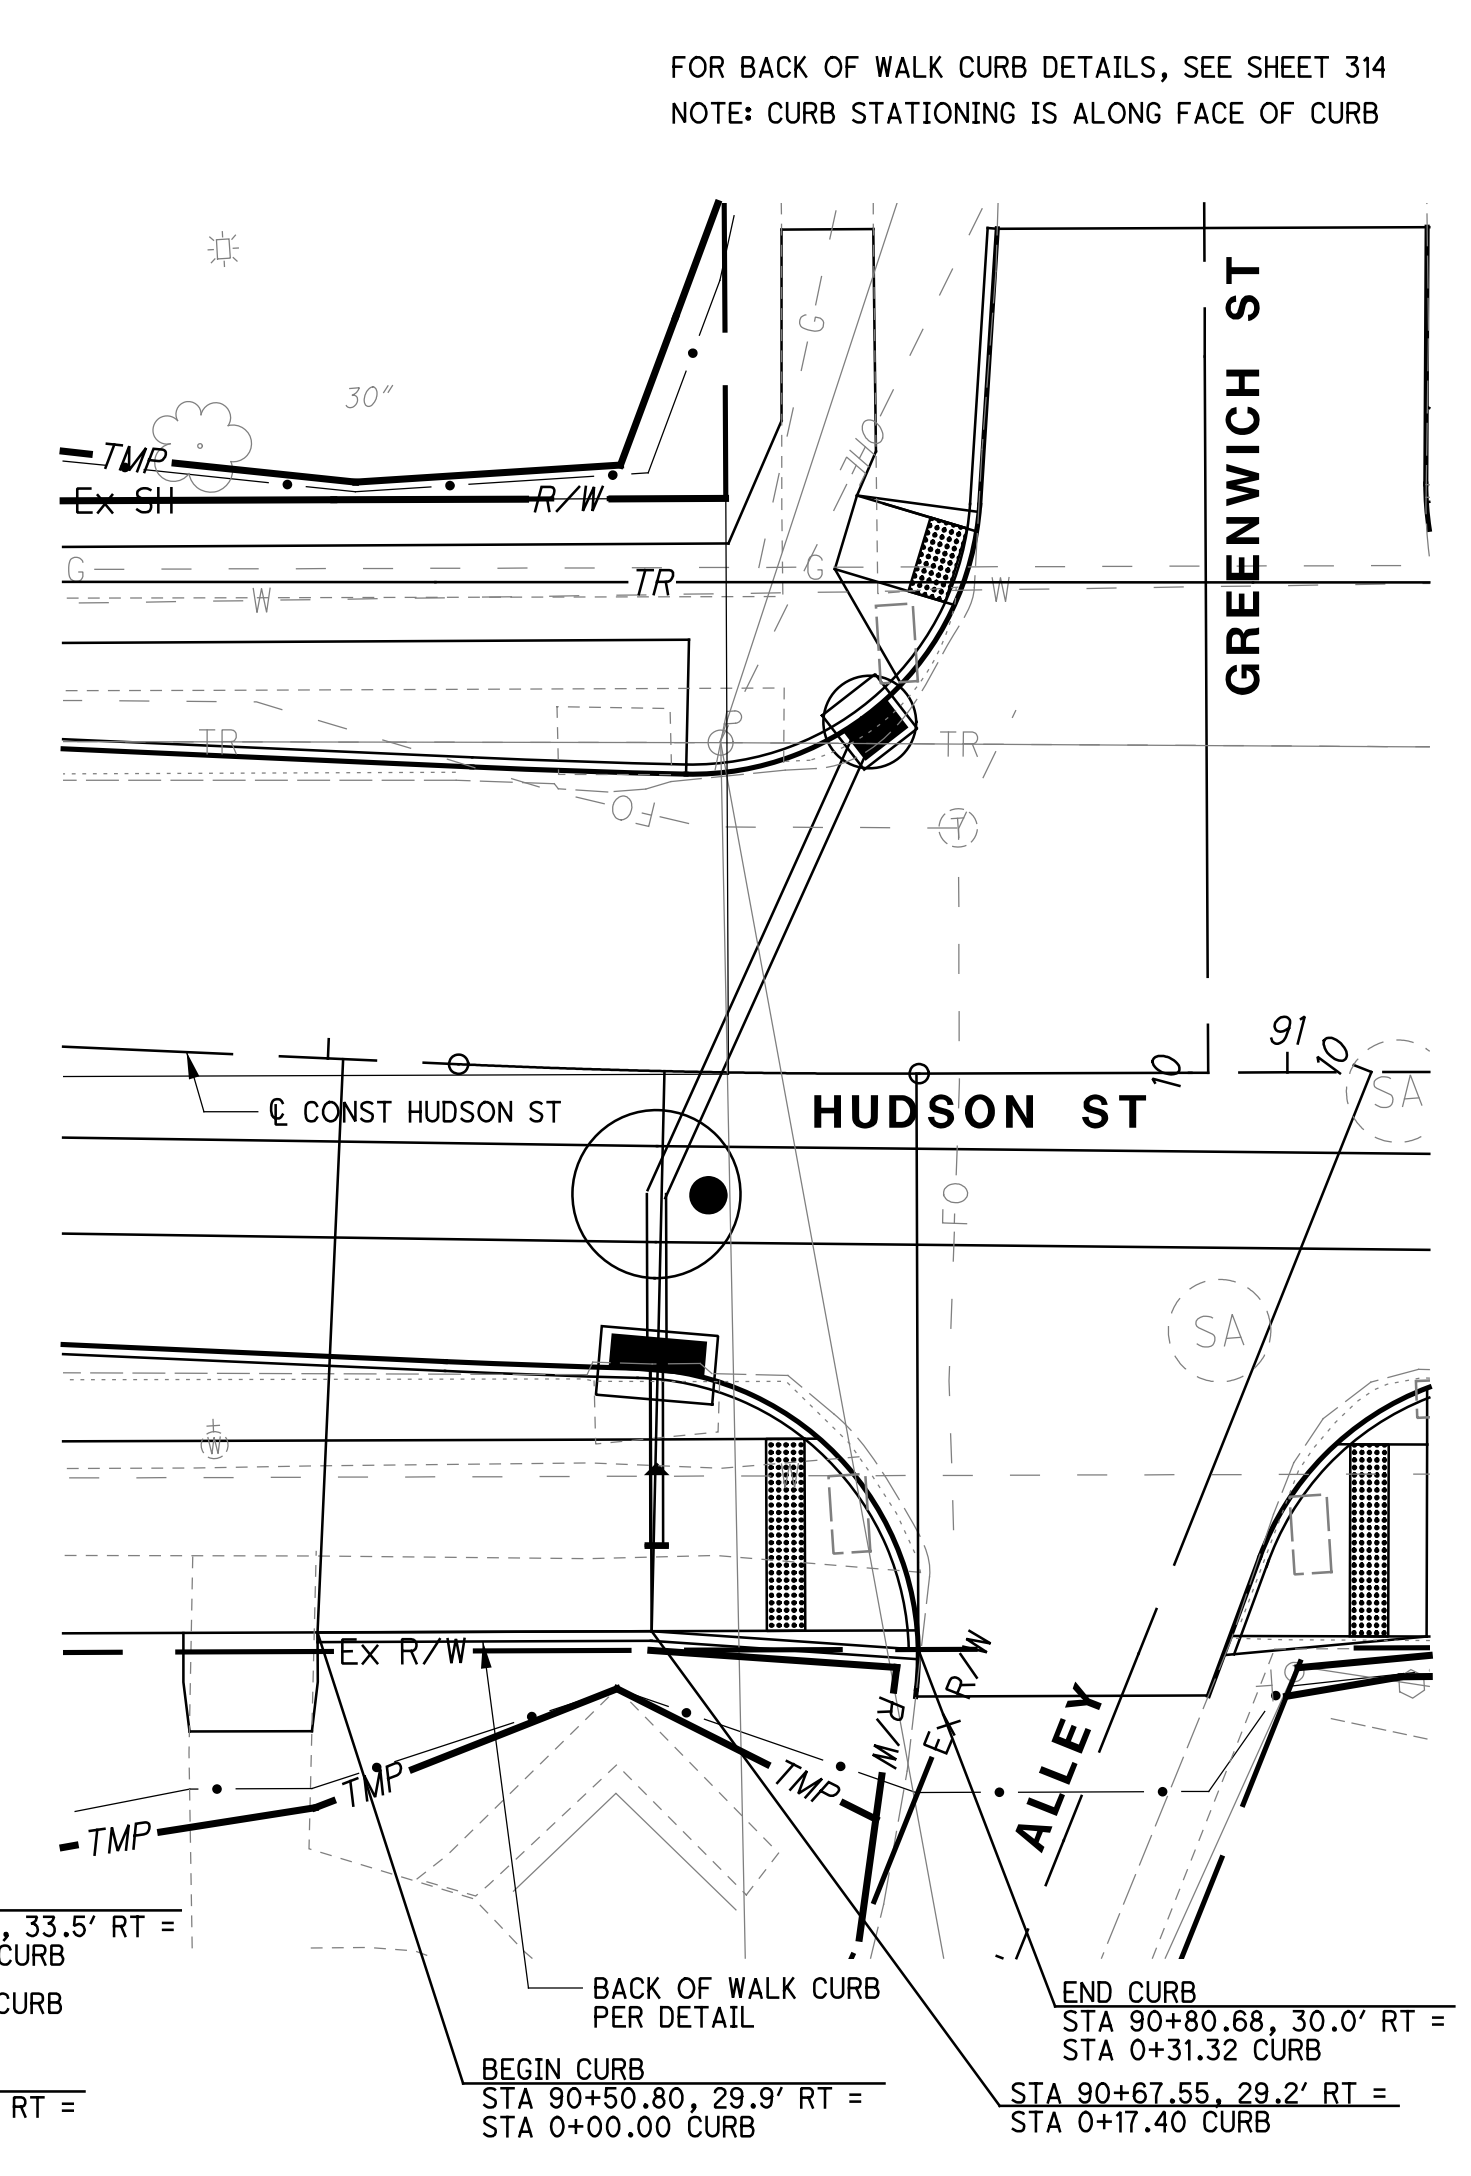 FOR BACK OF WALK CURB DETAILS, SEE SHEET 314
NOTE: CURB STATIONING IS ALONG FACE OF CURB
GREENWICH ST
G
30"
OHL
TMP
Ex SH
R/W
G
G
TR
W
W
TR
TR
FO
T
91
10
10
SA
℄ CONST HUDSON ST
HUDSON ST
FO
SA
W
W
Ex R/W
R/W
Ex R/W
ALLEY
TMP
TMP
TMP
, 33.5' RT =
CURB
CURB
RT =
BACK OF WALK CURB
PER DETAIL
BEGIN CURB
STA 90+50.80, 29.9' RT =
STA 0+00.00 CURB
END CURB
STA 90+80.68, 30.0' RT =
STA 0+31.32 CURB
STA 90+67.55, 29.2' RT =
STA 0+17.40 CURB